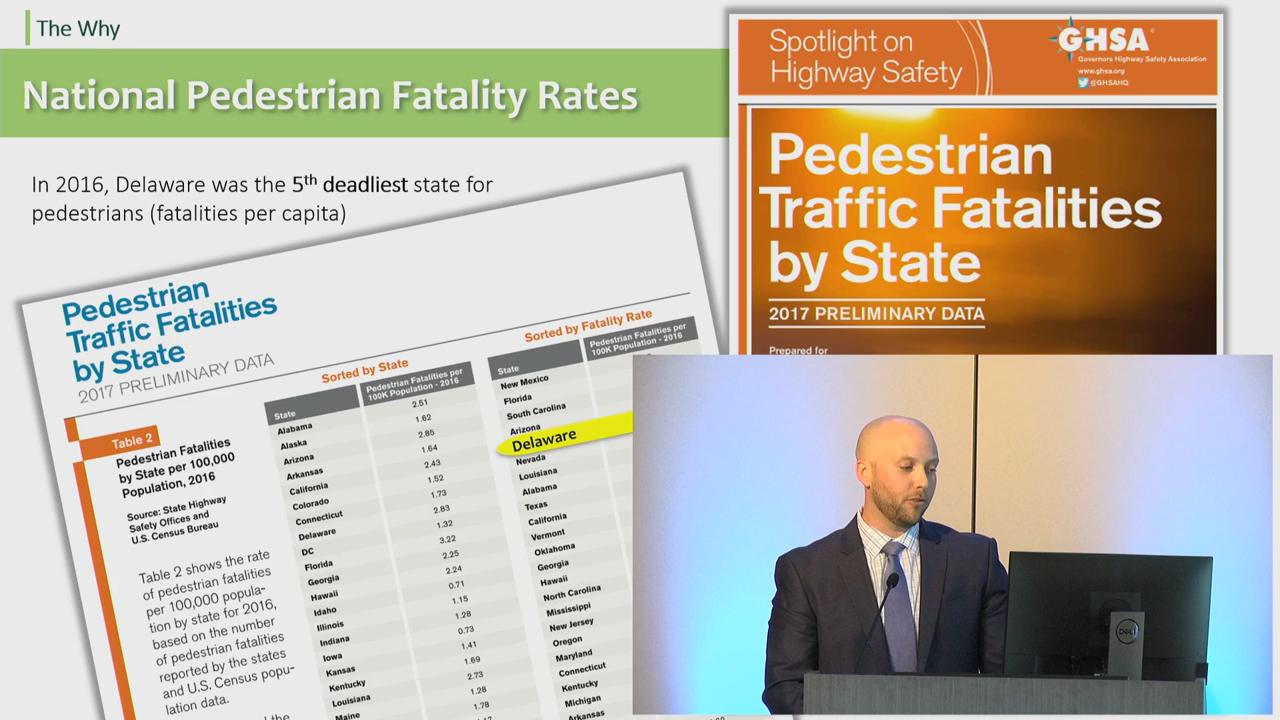 The Why
National Pedestrian Fatality Rates
In 2016, Delaware was the 5th deadliest state for
pedestrians (fatalities per capita)
Spotlight on
Highway Safety
GHSA
Governors Highway Safety Association
www.ghsa.org
@GHSAHQ
Pedestrian
Traffic Fatalities
by State
2017 PRELIMINARY DATA
Prepared for
Pedestrian
Traffic Fatalities
by State
2017 PRELIMINARY DATA
Table 2
Pedestrian Fatalities
by State per 100,000
Population, 2016
Source: State Highway
Safety Offices and
U.S. Census Bureau
Table 2 shows the rate
of pedestrian fatalities
per 100,000 popula-
tion by state for 2016,
based on the number
of pedestrian fatalities
reported by the states
and U.S. Census popu-
lation data.
the
Sorted by State
State
Pedestrian Fatalities per
100K Population - 2016
Alabama 2.51
Alaska 1.62
Arizona 2.85
Arkansas 1.64
California 2.43
Colorado 1.52
Connecticut 1.73
Delaware 2.83
DC 1.32
Florida 3.22
Georgia 2.25
Hawaii 2.24
Idaho 0.71
Illinois 1.15
Indiana 1.28
Iowa 0.73
Kansas 1.41
Kentucky 1.69
Louisiana 2.73
Maine 1.28
1.78
Sorted by Fatality Rate
State
Pedestrian Fatalities per
100K Population - 2016
New Mexico
Florida
South Carolina
Arizona
Delaware
Nevada
Louisiana
Alabama
Texas
California
Vermont
Oklahoma
Georgia
Hawaii
North Carolina
Mississippi
New Jersey
Oregon
Maryland
Connecticut
Kentucky
Michigan
Arkansas
DELL